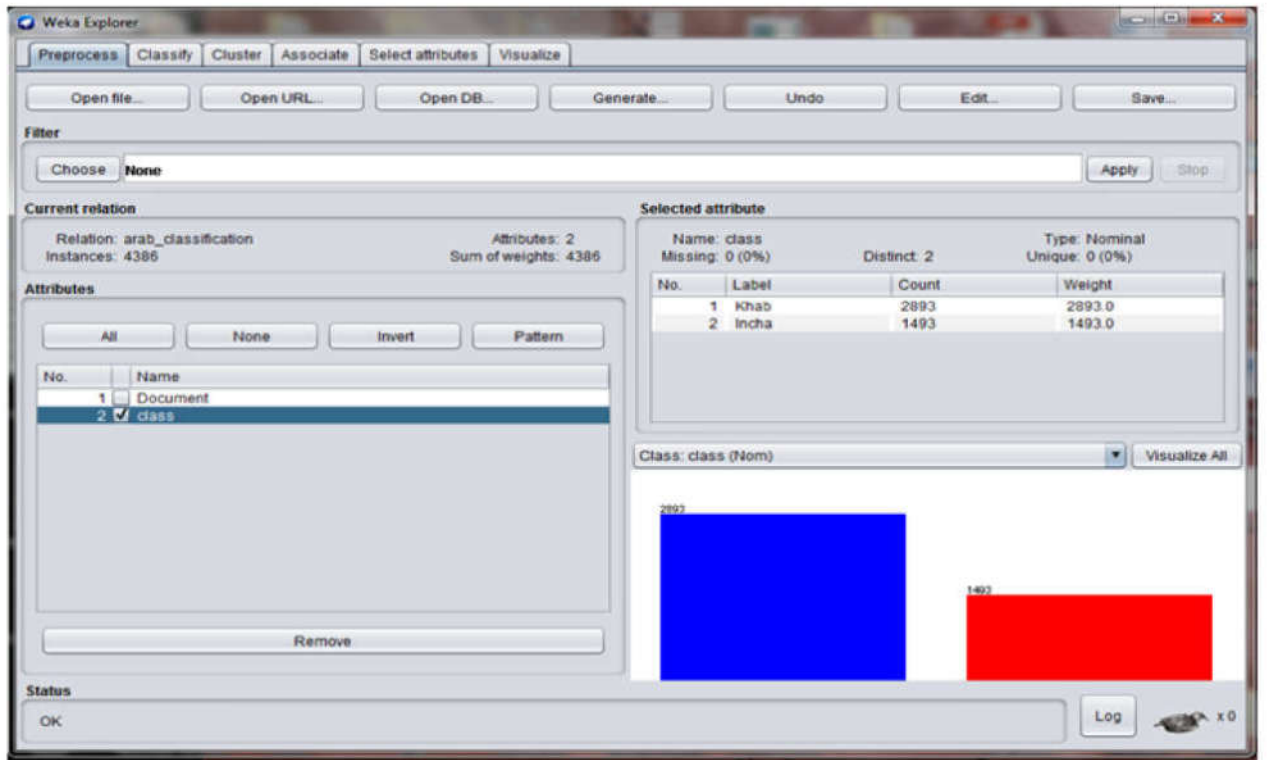 Weka Explorer
Preprocess Classify Cluster Associate Select attributes Visualize
Open file... Open URL... Open DB... Generate... Undo Edit... Save...
Filter
Choose None Apply Stop
Current relation
Relation: arab_classification Attributes: 2
Instances: 4386 Sum of weights: 4386
Attributes
All None Invert Pattern
No. Name
1 Document
2 class
Remove
Selected attribute
Name: class Type: Nominal
Missing: 0 (0%) Distinct: 2 Unique: 0 (0%)
No. Label Count Weight
1 Khab 2893 2893.0
2 Incha 1493 1493.0
Class: class (Nom) Visualize All
2893
1493
Status
OK Log x 0